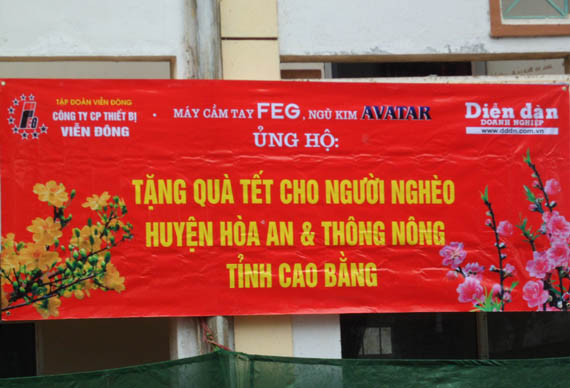 TẬP ĐOÀN VIỄN ĐÔNG
CÔNG TY CP THIẾT BỊ
VIỄN ĐÔNG
MÁY CẦM TAY FEG, NGŨ KIM AVATAR
Diễn đàn
DOANH NGHIỆP
www.dddn.com.vn
ỦNG HỘ:
TẶNG QUÀ TẾT CHO NGƯỜI NGHÈO
HUYỆN HÒA AN & THÔNG NÔNG
TỈNH CAO BẰNG